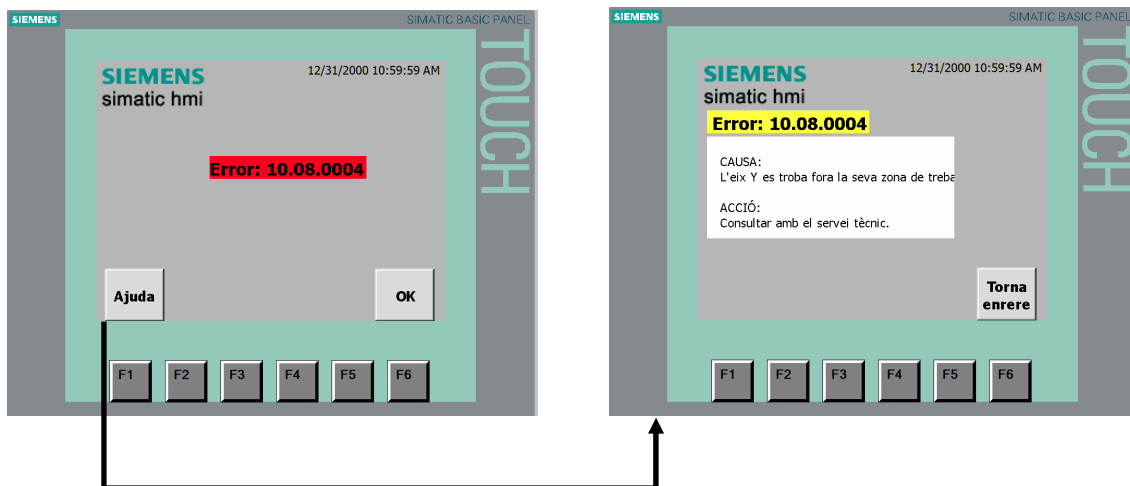 SIEMENS
SIMATIC BASIC PANEL
TOUCH
SIEMENS
simatic hmi
12/31/2000 10:59:59 AM
Error: 10.08.0004
Ajuda
OK
F1 F2 F3 F4 F5 F6
SIEMENS
SIMATIC BASIC PANEL
TOUCH
SIEMENS
simatic hmi
12/31/2000 10:59:59 AM
Error: 10.08.0004
CAUSA:
L'eix Y es troba fora la seva zona de treba
ACCIÓ:
Consultar amb el servei tècnic.
Torna
enrere
F1 F2 F3 F4 F5 F6